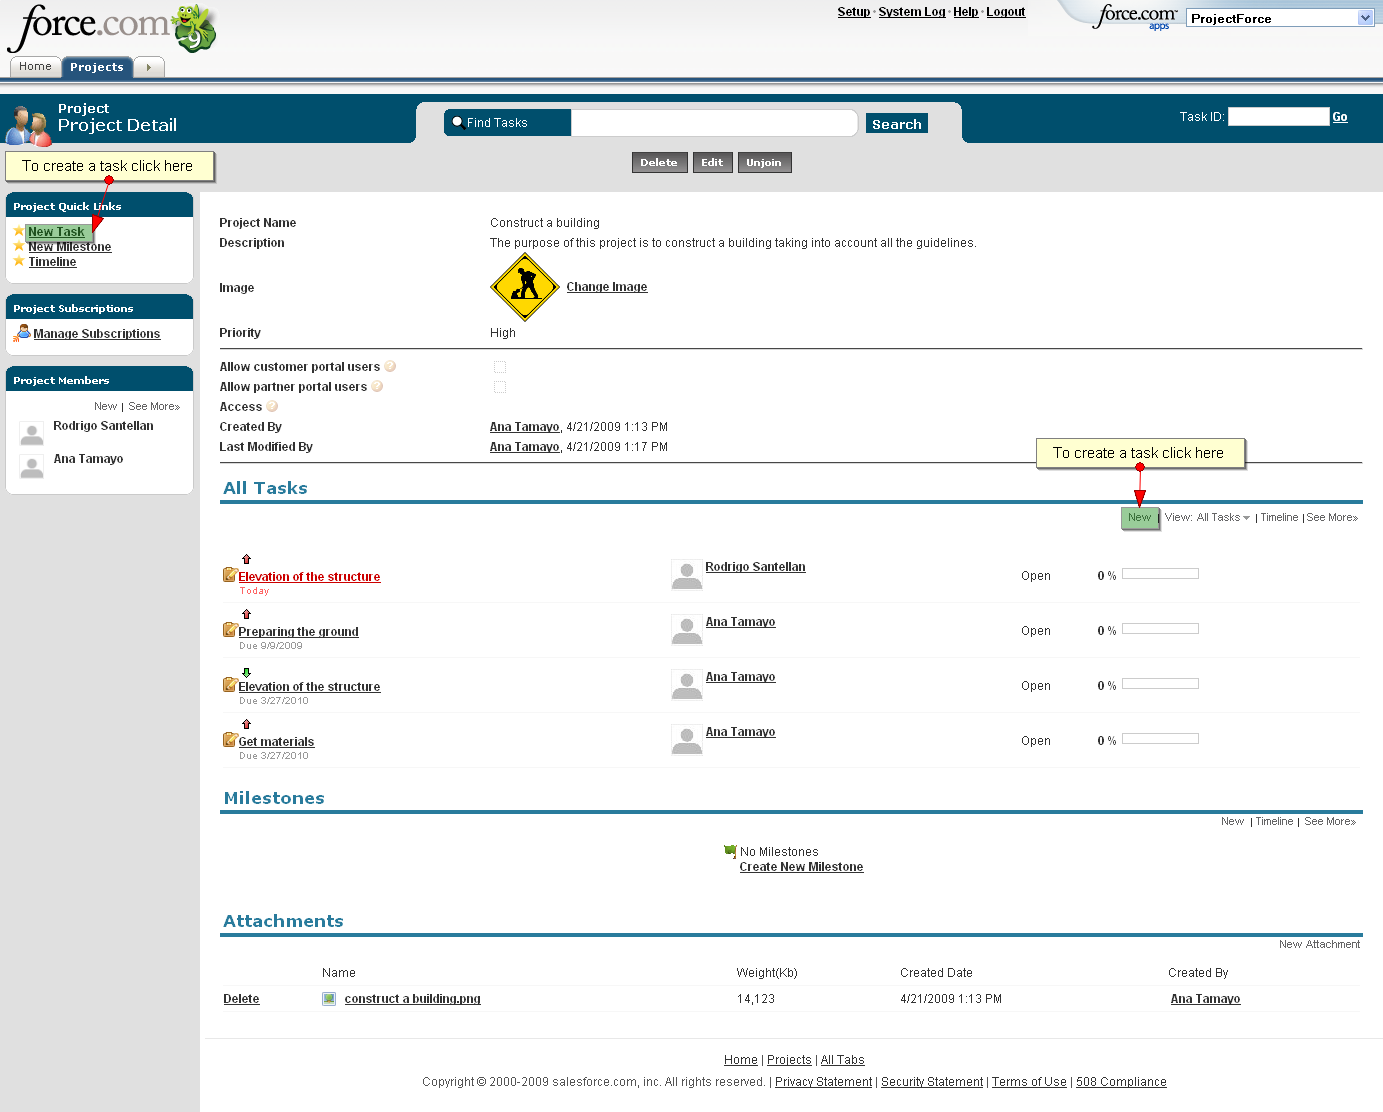 force.com
9
Setup · System Log · Help · Logout
force.com
apps
ProjectForce
Home
Projects
Project
Project Detail
Find Tasks
Search
Task ID:
Go
To create a task click here
Delete
Edit
Unjoin
Project Quick Links
New Task
New Milestone
Timeline
Project Subscriptions
Manage Subscriptions
Project Members
New | See More»
Rodrigo Santellan
Ana Tamayo
Project Name Construct a building
Description The purpose of this project is to construct a building taking into account all the guidelines.
Image Change Image
Priority High
Allow customer portal users ?
Allow partner portal users ?
Access ?
Created By Ana Tamayo, 4/21/2009 1:13 PM
Last Modified By Ana Tamayo, 4/21/2009 1:17 PM
To create a task click here
All Tasks
New | View: All Tasks | Timeline | See More»
Elevation of the structure Rodrigo Santellan Open 0 %
Today
Preparing the ground Ana Tamayo Open 0 %
Due 9/9/2009
Elevation of the structure Ana Tamayo Open 0 %
Due 3/27/2010
Get materials Ana Tamayo Open 0 %
Due 3/27/2010
Milestones
New | Timeline | See More»
No Milestones
Create New Milestone
Attachments
New Attachment
Name Weight(Kb) Created Date Created By
Delete construct a building.png 14,123 4/21/2009 1:13 PM Ana Tamayo
Home | Projects | All Tabs
Copyright © 2000-2009 salesforce.com, inc. All rights reserved. | Privacy Statement | Security Statement | Terms of Use | 508 Compliance